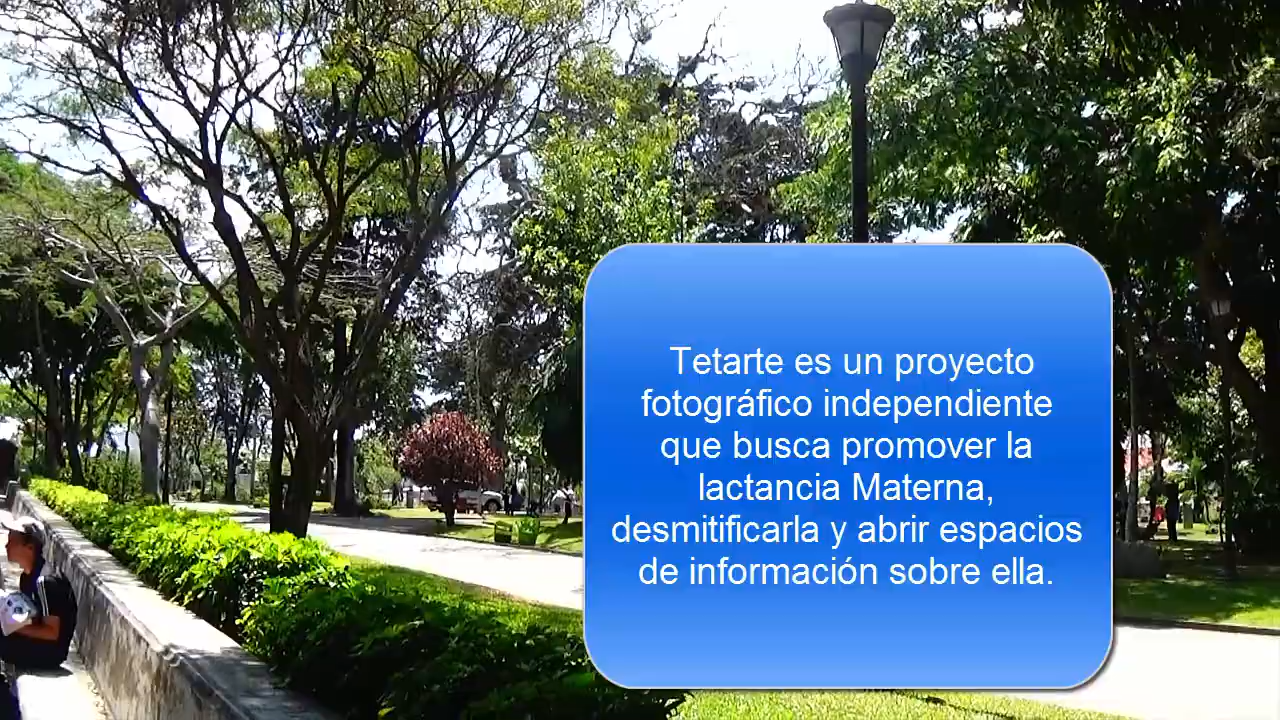 Tetarte es un proyecto
fotográfico independiente
que busca promover la
lactancia Materna,
desmitificarla y abrir espacios
de información sobre ella.